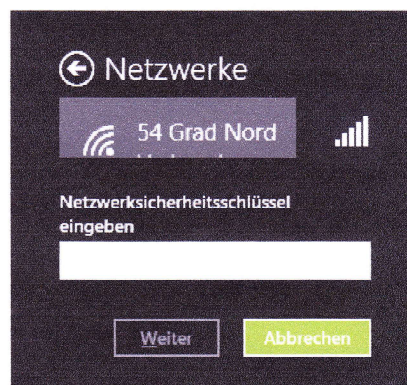 Netzwerke
54 Grad Nord
Netzwerksicherheitsschlüssel
eingeben
Weiter
Abbrechen